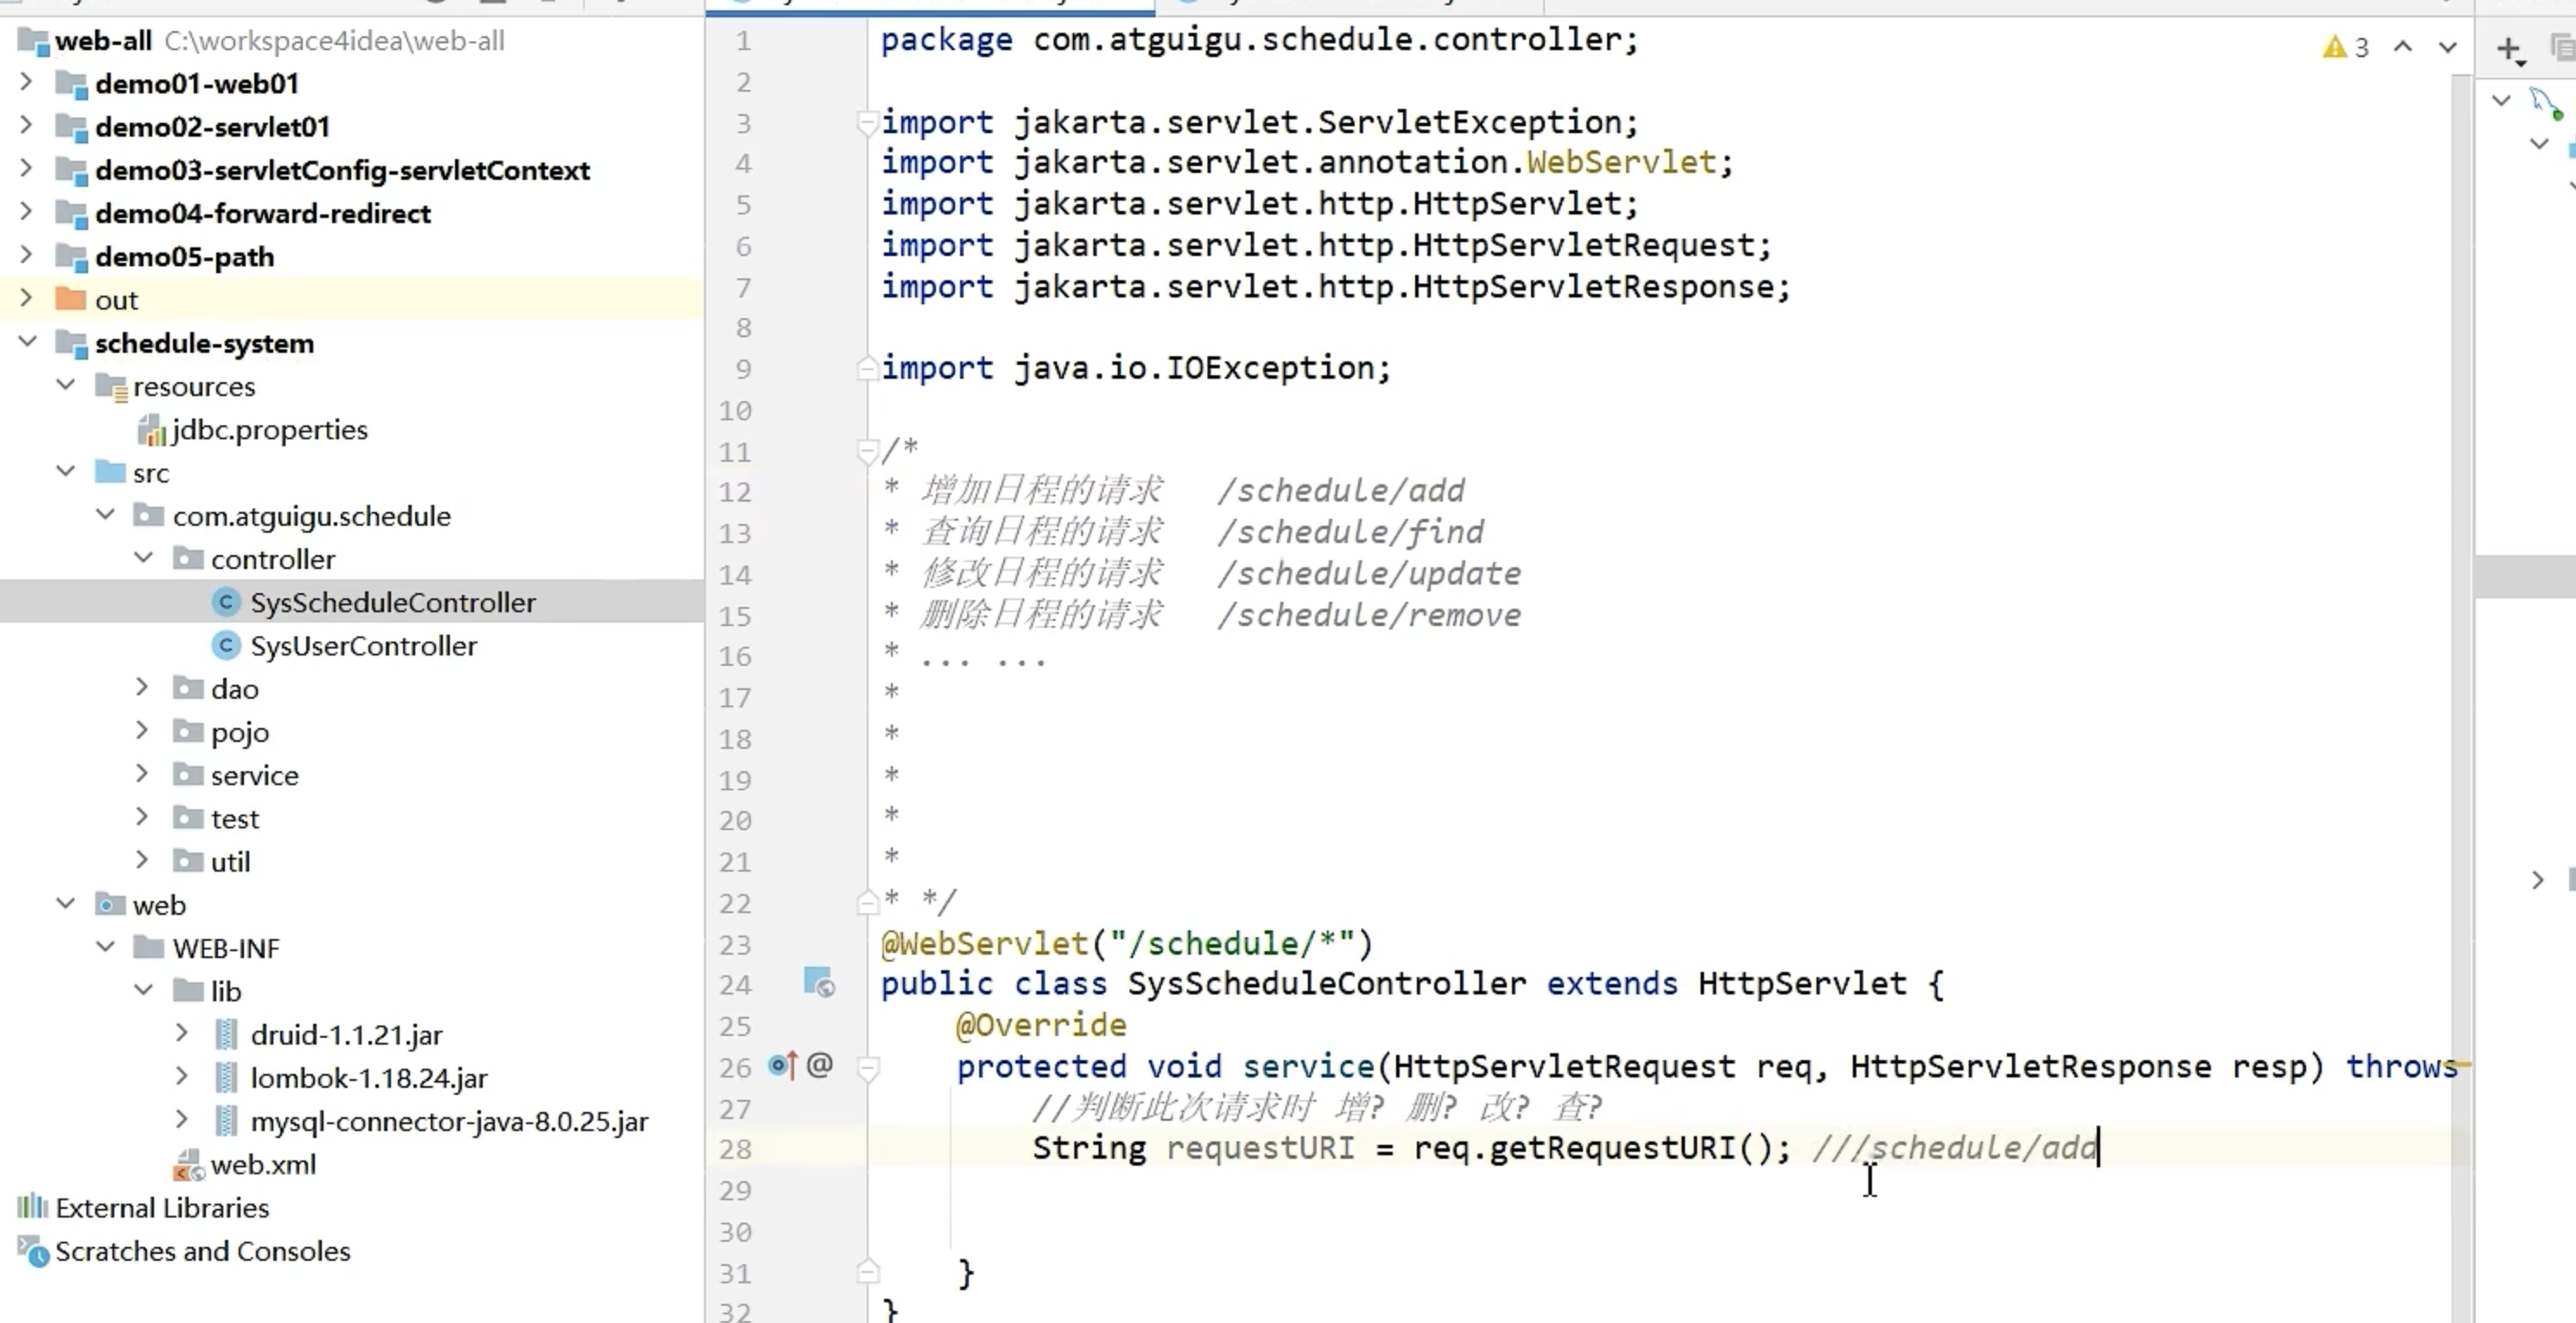 web-all C:\workspace4idea\web-all
demo01-web01
demo02-servlet01
demo03-servletConfig-servletContext
demo04-forward-redirect
demo05-path
out
schedule-system
resources
jdbc.properties
src
com.atguigu.schedule
controller
SysScheduleController
SysUserController
dao
pojo
service
test
util
web
WEB-INF
lib
druid-1.1.21.jar
lombok-1.18.24.jar
mysql-connector-java-8.0.25.jar
web.xml
External Libraries
Scratches and Consoles
3
1 package com.atguigu.schedule.controller;
2
3 import jakarta.servlet.ServletException;
4 import jakarta.servlet.annotation.WebServlet;
5 import jakarta.servlet.http.HttpServlet;
6 import jakarta.servlet.http.HttpServletRequest;
7 import jakarta.servlet.http.HttpServletResponse;
8
9 import java.io.IOException;
10
11 /*
12 * 增加日程的请求 /schedule/add
13 * 查询日程的请求 /schedule/find
14 * 修改日程的请求 /schedule/update
15 * 删除日程的请求 /schedule/remove
16 * ... ...
17 *
18 *
19 *
20 *
21 *
22 * */
23 @WebServlet("/schedule/*")
24 public class SysScheduleController extends HttpServlet {
25 @Override
26 @ protected void service(HttpServletRequest req, HttpServletResponse resp) throws
27 //判断此次请求时 增? 删? 改? 查?
28 String requestURI = req.getRequestURI(); ///schedule/add
29
30
31 }
32 }